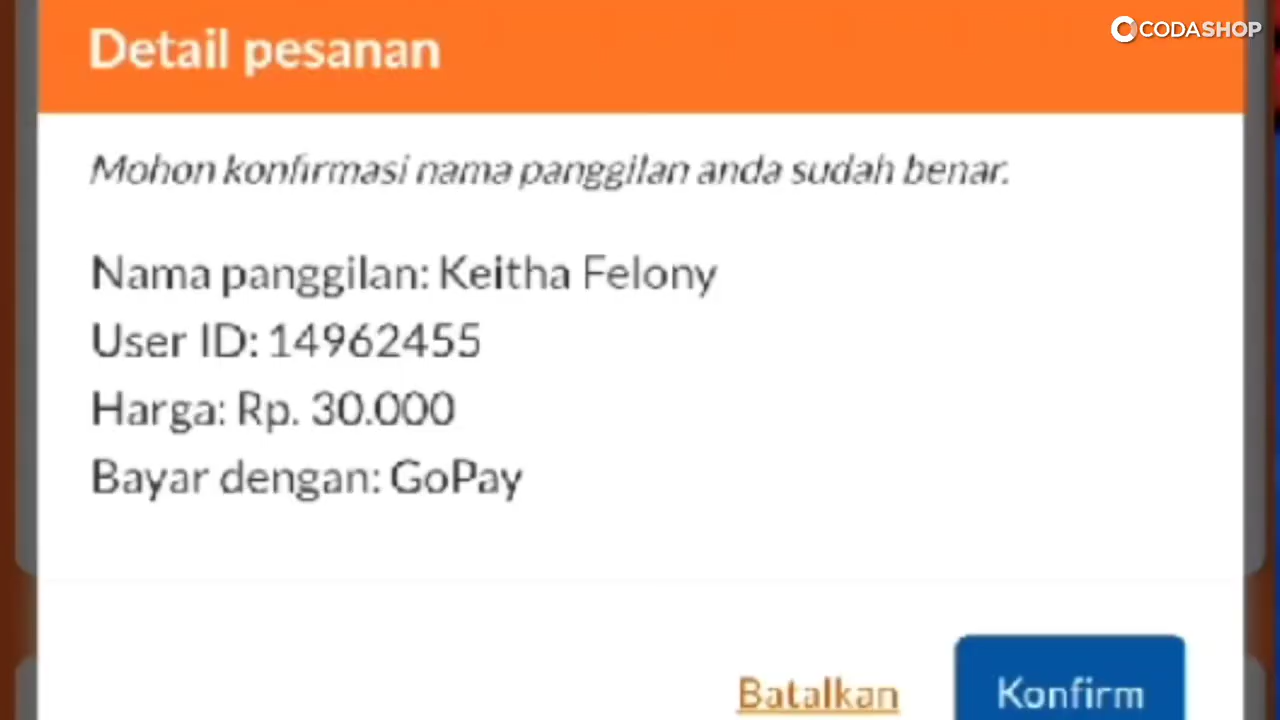 CODASHOP
Detail pesanan
Mohon konfirmasi nama panggilan anda sudah benar.
Nama panggilan: Keitha Felony
User ID: 14962455
Harga: Rp. 30.000
Bayar dengan: GoPay
Batalkan
Konfirm